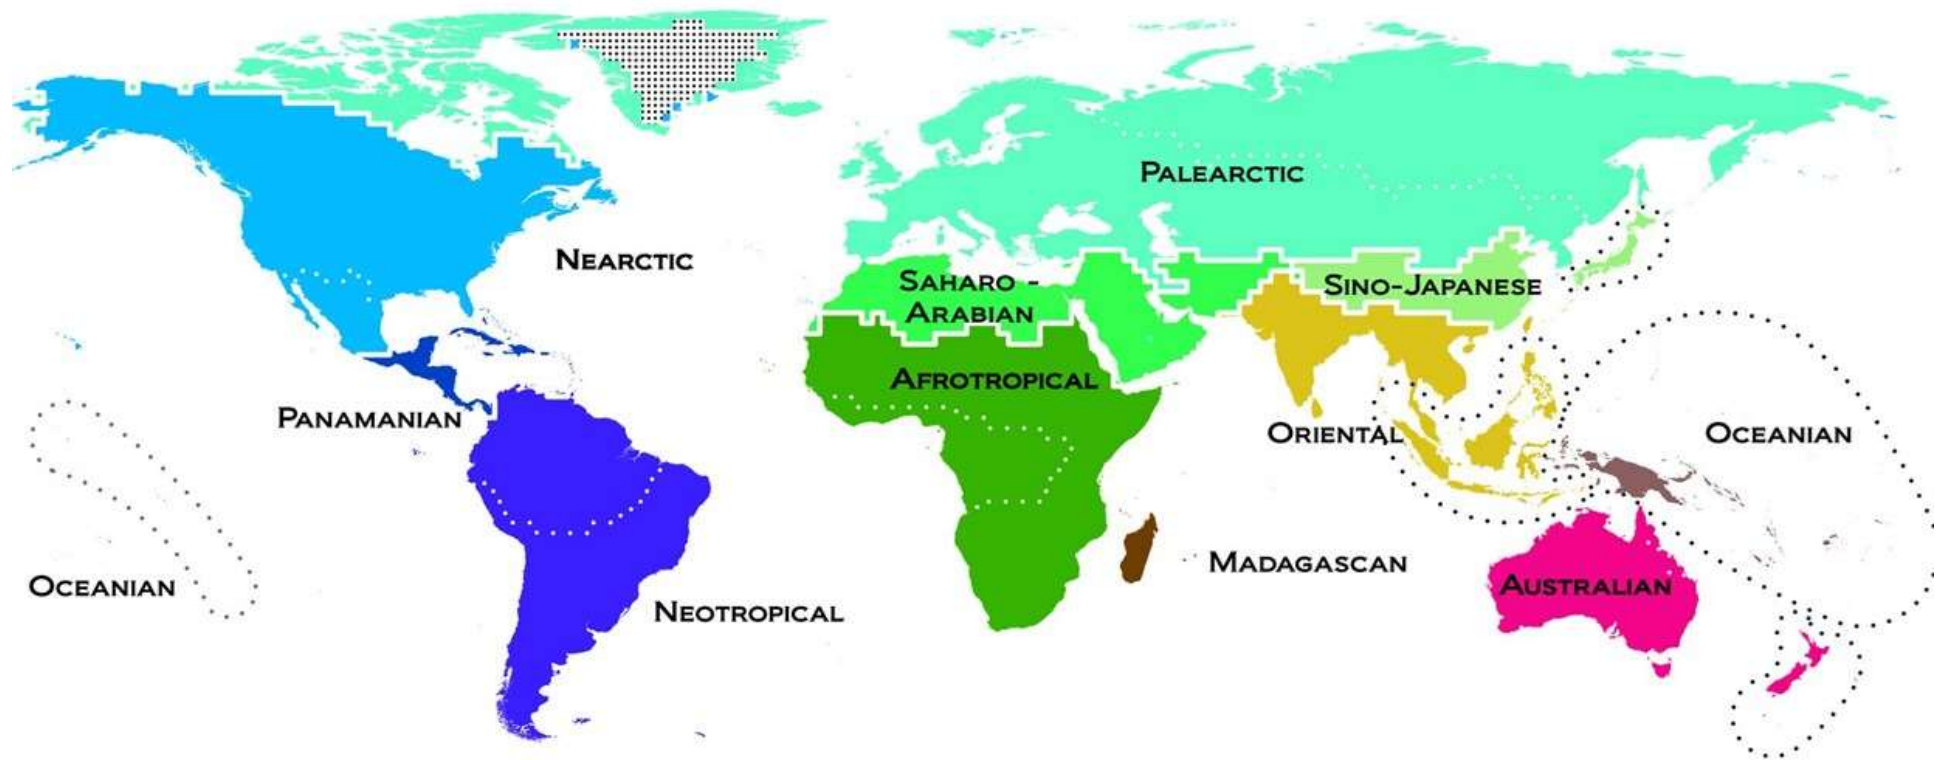 PALEARCTIC
NEARCTIC
SAHARO -
ARABIAN
SINO-JAPANESE
AFROTROPICAL
PANAMANIAN
ORIENTAL
OCEANIAN
MADAGASCAN
OCEANIAN
AUSTRALIAN
NEOTROPICAL